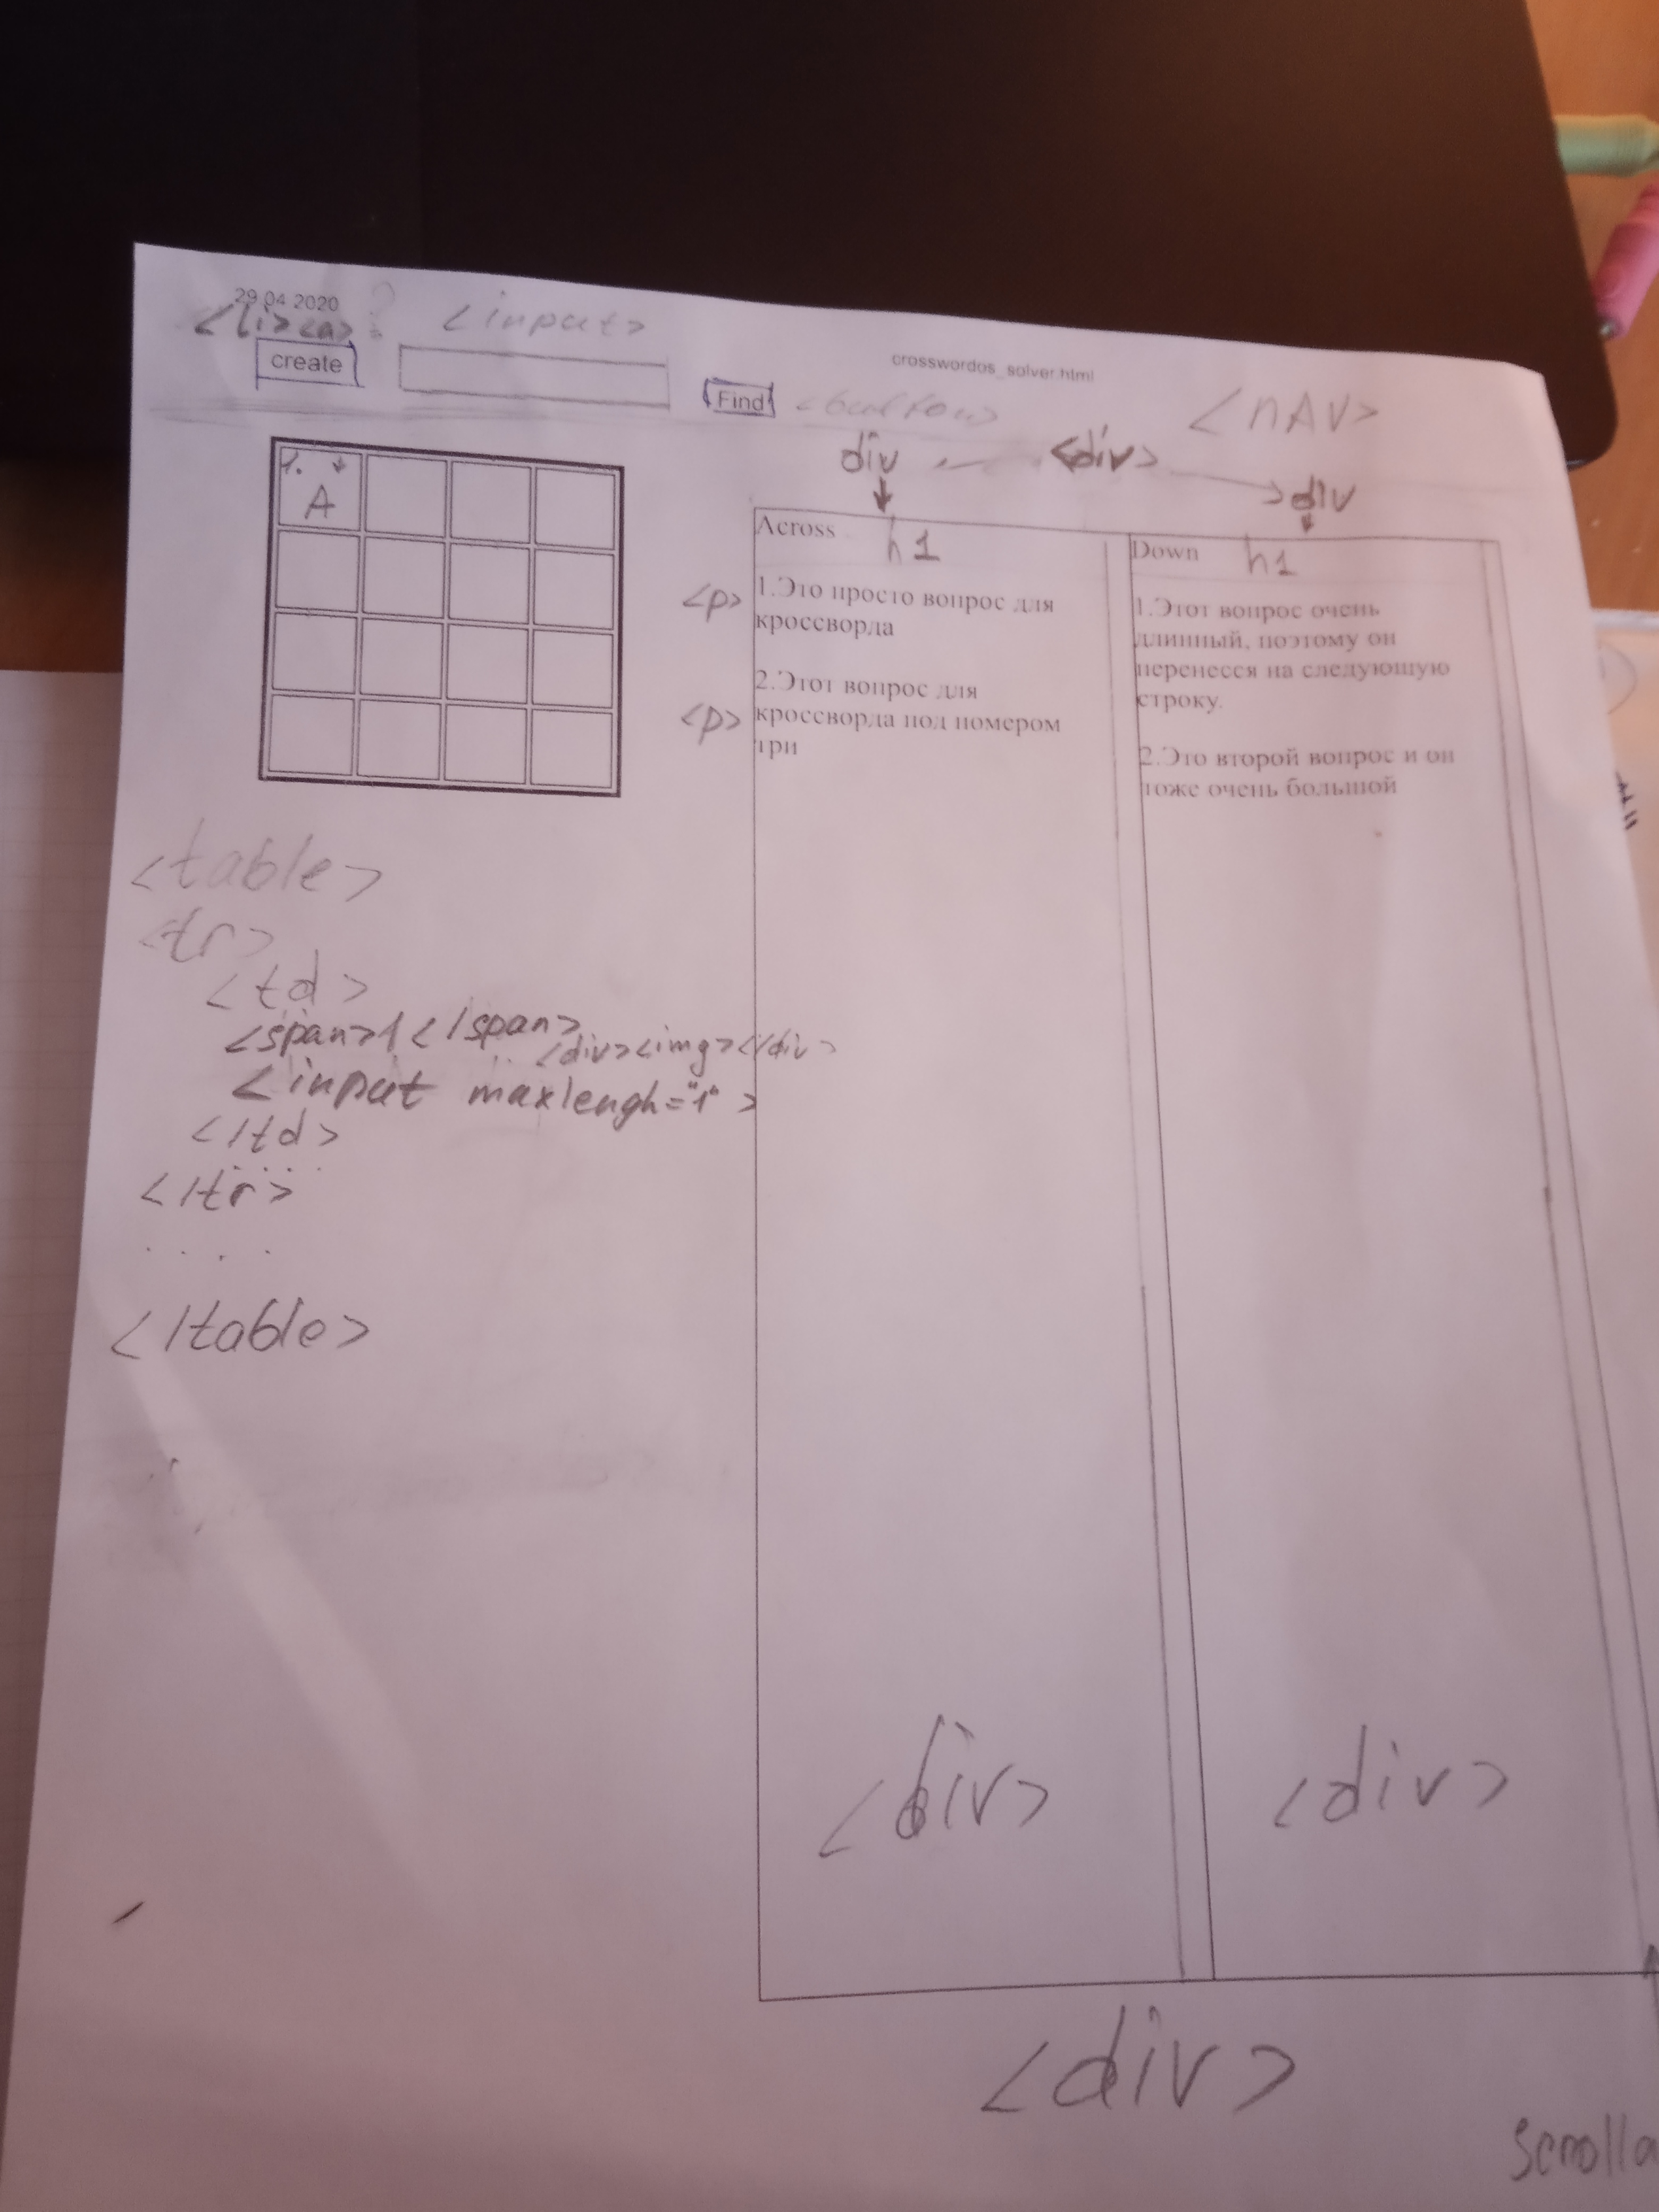 29.04.2020
<li><a>?
<input>
crosswordos_solver.html
create
Find
<button>
<nAv>
div
<div>
div
1.
A
Across
h1
<p>
1.Это просто вопрос для
кроссворда
<p>
2.Этот вопрос для
кроссворда под номером
три
Down
h1
1.Этот вопрос очень
длинный, поэтому он
перенесся на следующую
строку.
2.Это второй вопрос и он
тоже очень большой
<table>
<tr>
<td>
<span>1</span>
<div><img></div>
<input maxlengh="1">
</td>
....
</tr>
....
</table>
<div>
<div>
<div>
scrolla